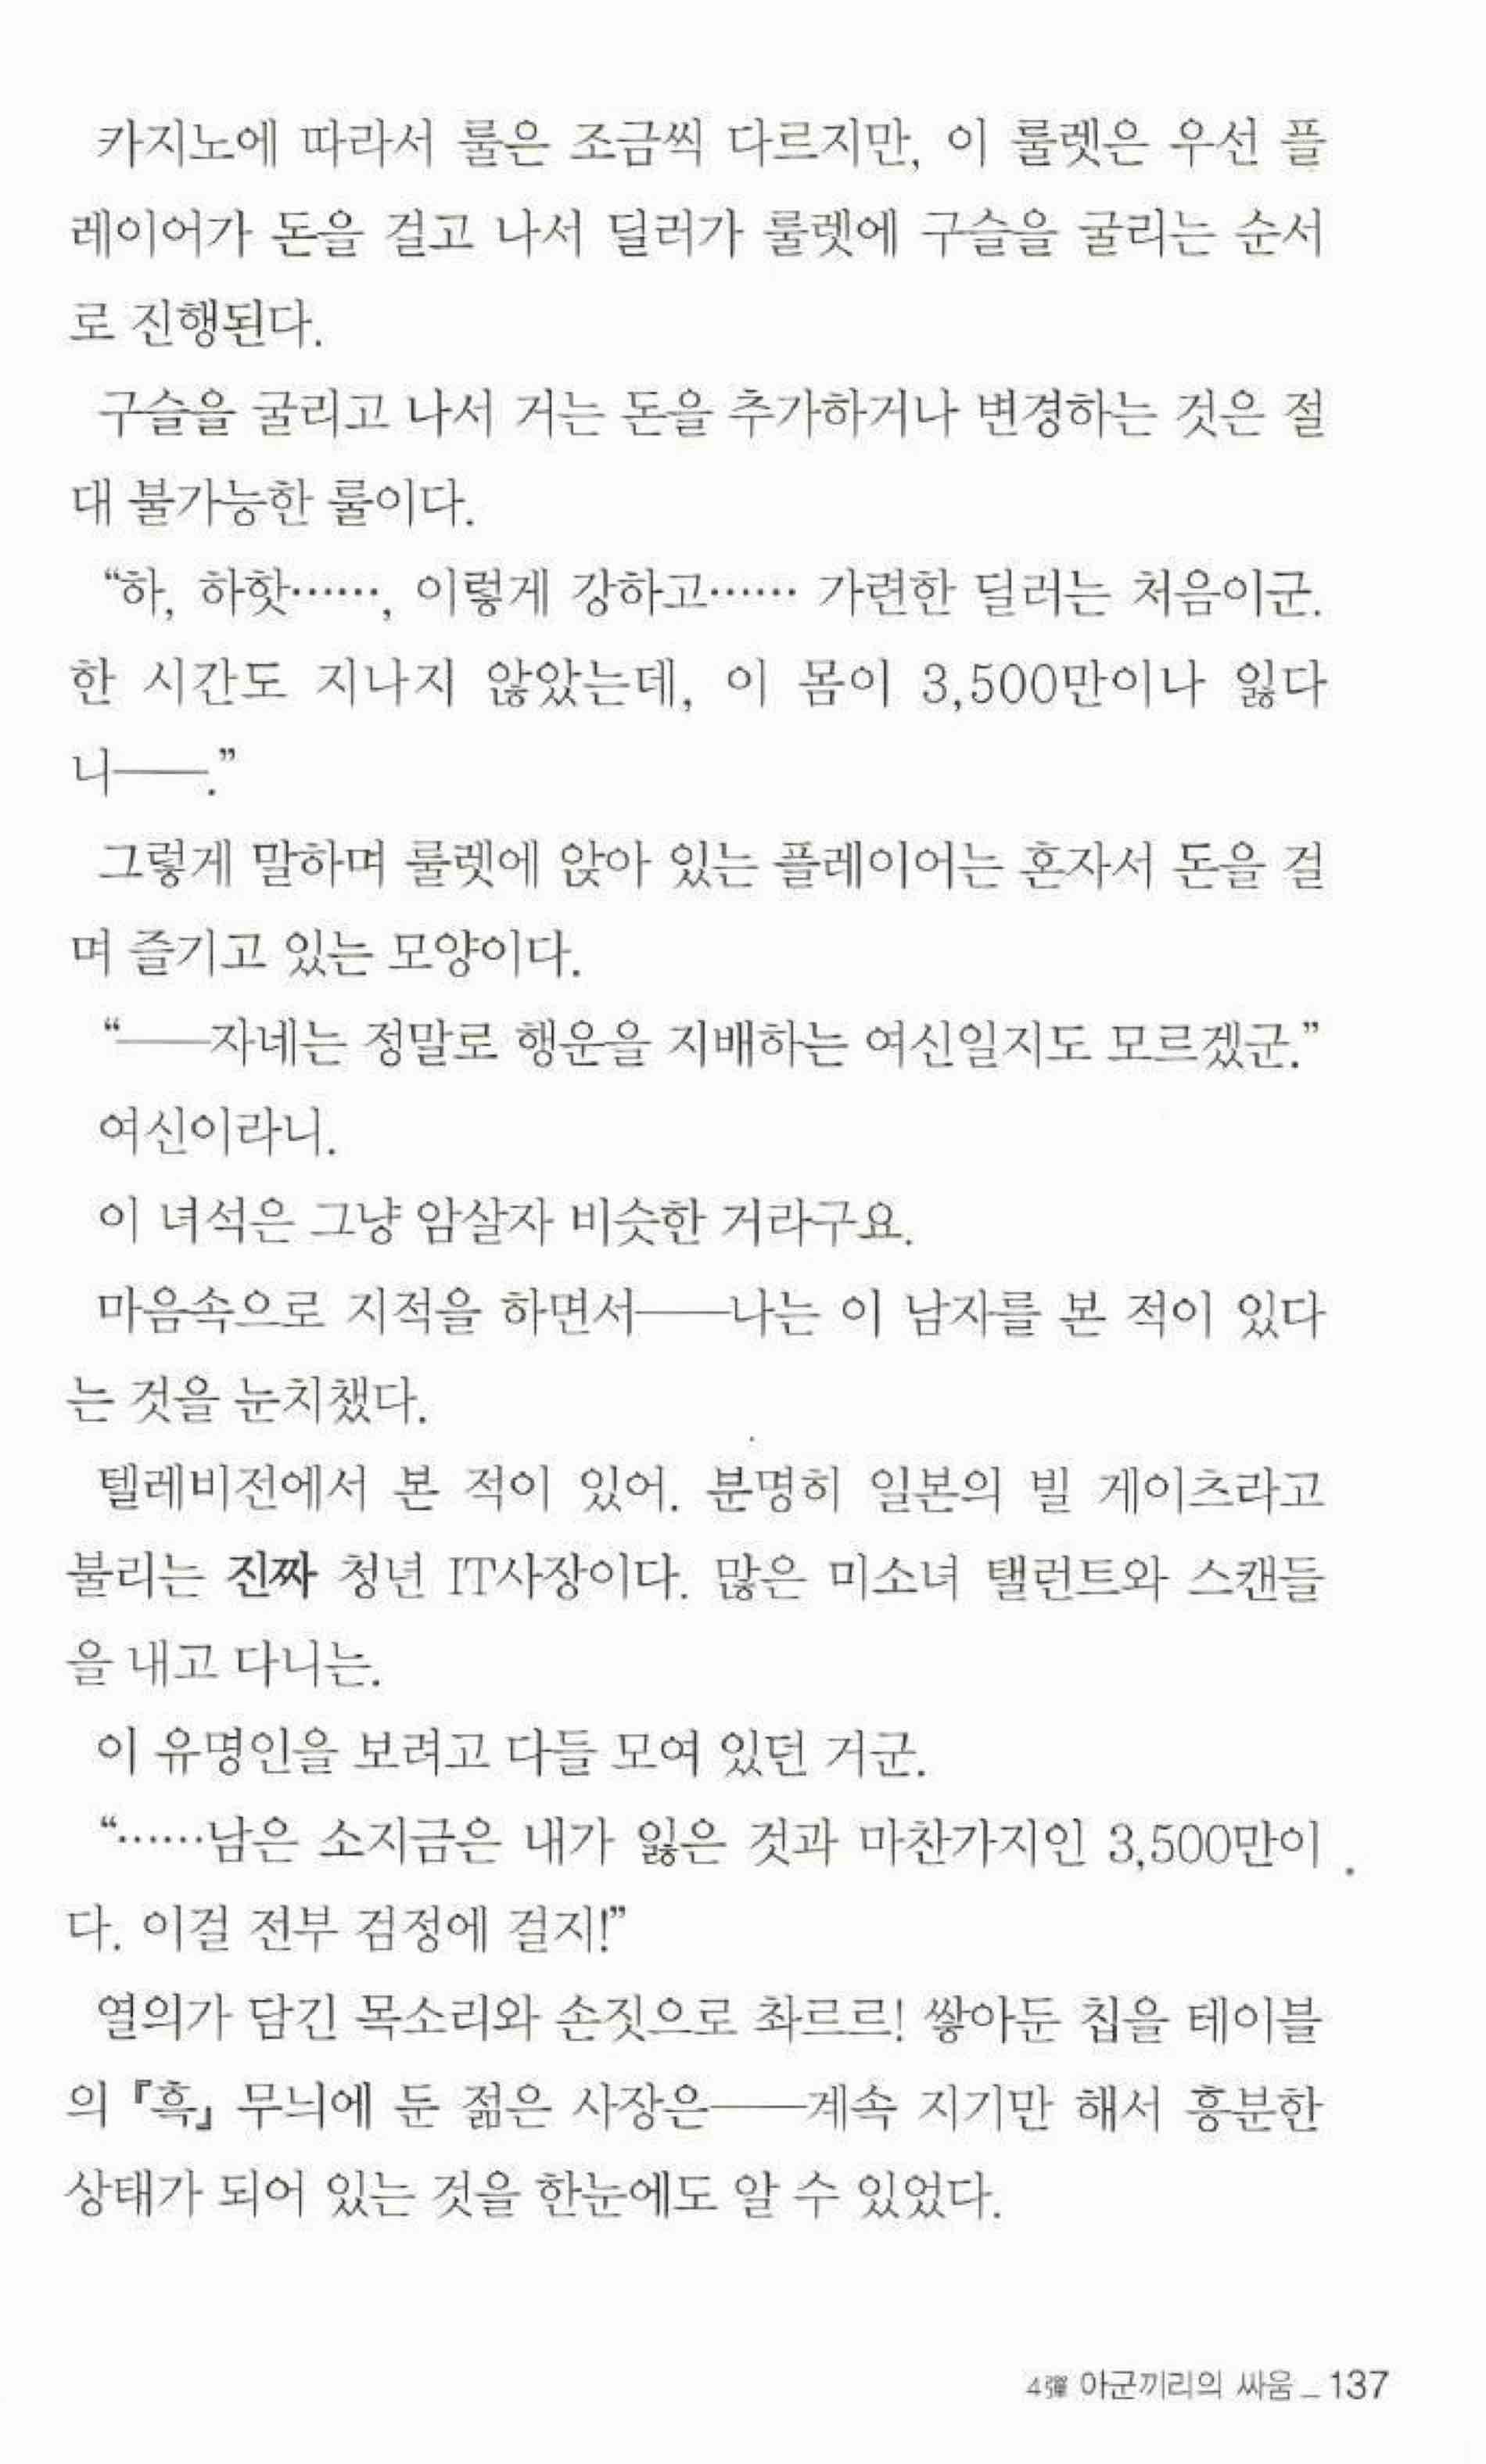 카지노에 따라서 룰은 조금씩 다르지만, 이 룰렛은 우선 플
레이어가 돈을 걸고 나서 딜러가 룰렛에 구슬을 굴리는 순서
로 진행된다.
구슬을 굴리고 나서 거는 돈을 추가하거나 변경하는 것은 절
대 불가능한 룰이다.
“하, 하핫……, 이렇게 강하고…… 가련한 딜러는 처음이군.
한 시간도 지나지 않았는데, 이 몸이 3,500만이나 잃다
니──.”
그렇게 말하며 룰렛에 앉아 있는 플레이어는 혼자서 돈을 걸
며 즐기고 있는 모양이다.
“──자네는 정말로 행운을 지배하는 여신일지도 모르겠군.”
여신이라니.
이 녀석은 그냥 암살자 비슷한 거라구요.
마음속으로 지적을 하면서──나는 이 남자를 본 적이 있다
는 것을 눈치챘다.
텔레비전에서 본 적이 있어. 분명히 일본의 빌 게이츠라고
불리는 진짜 청년 IT사장이다. 많은 미소녀 탤런트와 스캔들
을 내고 다니는.
이 유명인을 보려고 다들 모여 있던 거군.
“……남은 소지금은 내가 잃은 것과 마찬가지인 3,500만이
다. 이걸 전부 검정에 걸지!”
열의가 담긴 목소리와 손짓으로 촤르르! 쌓아둔 칩을 테이블
의 『흑』 무늬에 둔 젊은 사장은──계속 지기만 해서 흥분한
상태가 되어 있는 것을 한눈에도 알 수 있었다.
4彈 아군끼리의 싸움_137